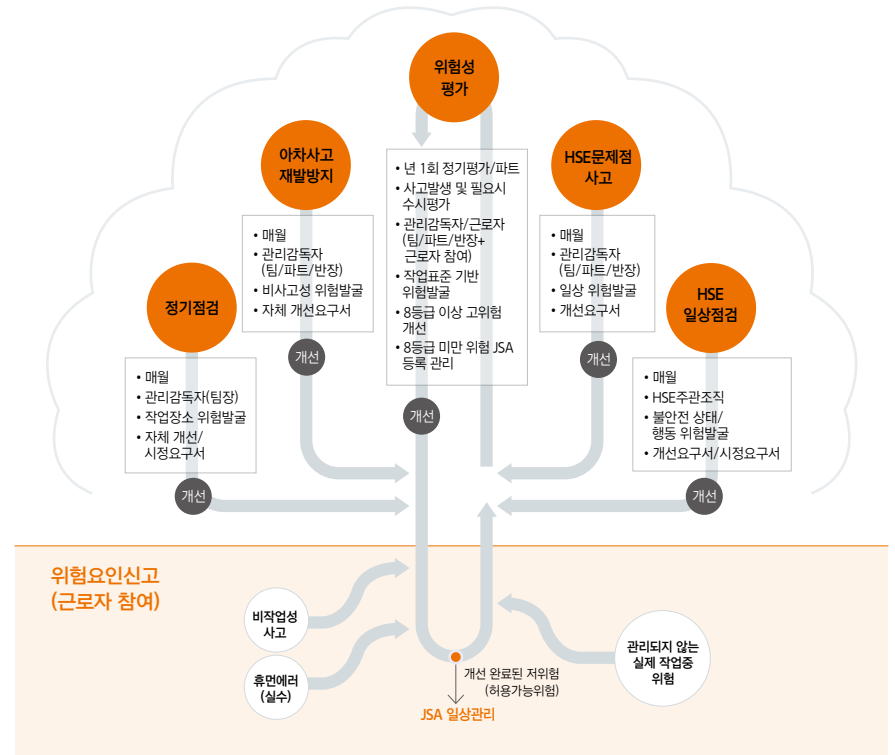 위험성
평가
• 년 1회 정기평가/파트
• 사고발생 및 필요시
수시평가
• 관리감독자/근로자
(팀/파트/반장+
근로자 참여)
• 작업표준 기반
위험발굴
• 8등급 이상 고위험
개선
• 8등급 미만 위험 JSA
등록 관리
개선
아차사고
재발방지
• 매월
• 관리감독자
(팀/파트/반장)
• 비사고성 위험발굴
• 자체 개선요구서
개선
HSE문제점
사고
• 매월
• 관리감독자
(팀/파트/반장)
• 일상 위험발굴
• 개선요구서
개선
정기점검
• 매월
• 관리감독자(팀장)
• 작업장소 위험발굴
• 자체 개선/
시정요구서
개선
HSE
일상점검
• 매월
• HSE주관조직
• 불안전 상태/
행동 위험발굴
• 개선요구서/시정요구서
개선
위험요인신고
(근로자 참여)
비작업성
사고
휴먼에러
(실수)
관리되지 않는
실제 작업중
위험
개선 완료된 저위험
(허용가능위험)
JSA 일상관리